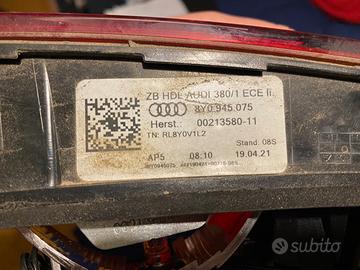 ZB HDL AUDI 380/1 ECE li.
8Y0 945 075
Herst.: 00213580-11
TN: RL8Y0V1L2
Stand: 08S
AP5 08:10 19.04.21
subito